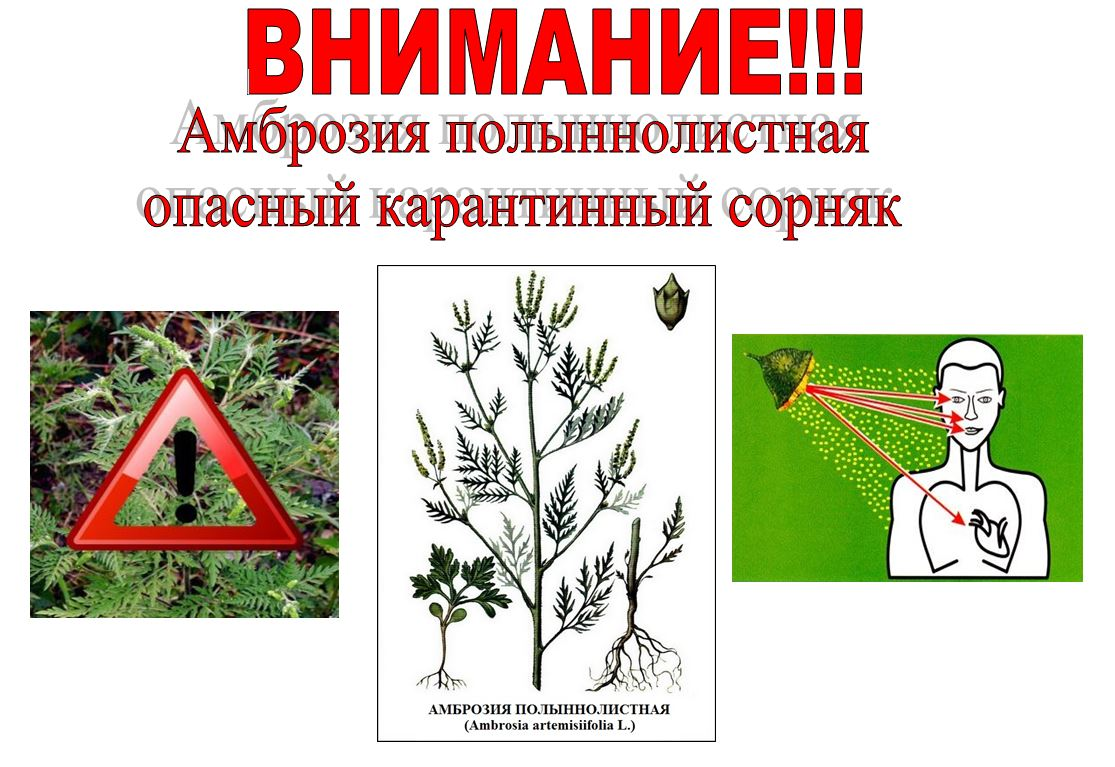 ВНИМАНИЕ!!!
Амброзия полыннолистная
опасный карантинный сорняк
АМБРОЗИЯ ПОЛЫННОЛИСТНАЯ
(Ambrosia artemisiifolia L.)